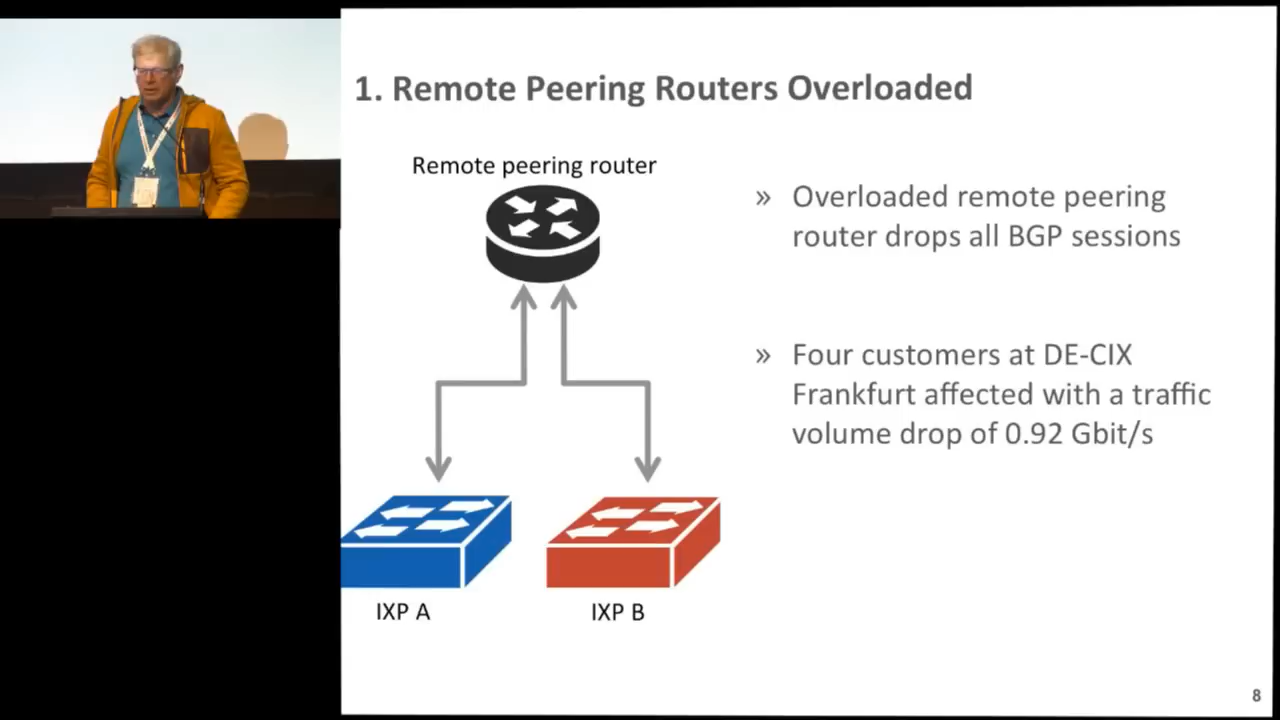 1. Remote Peering Routers Overloaded
Remote peering router
» Overloaded remote peering
router drops all BGP sessions
» Four customers at DE-CIX
Frankfurt affected with a traffic
volume drop of 0.92 Gbit/s
IXP A
IXP B
8